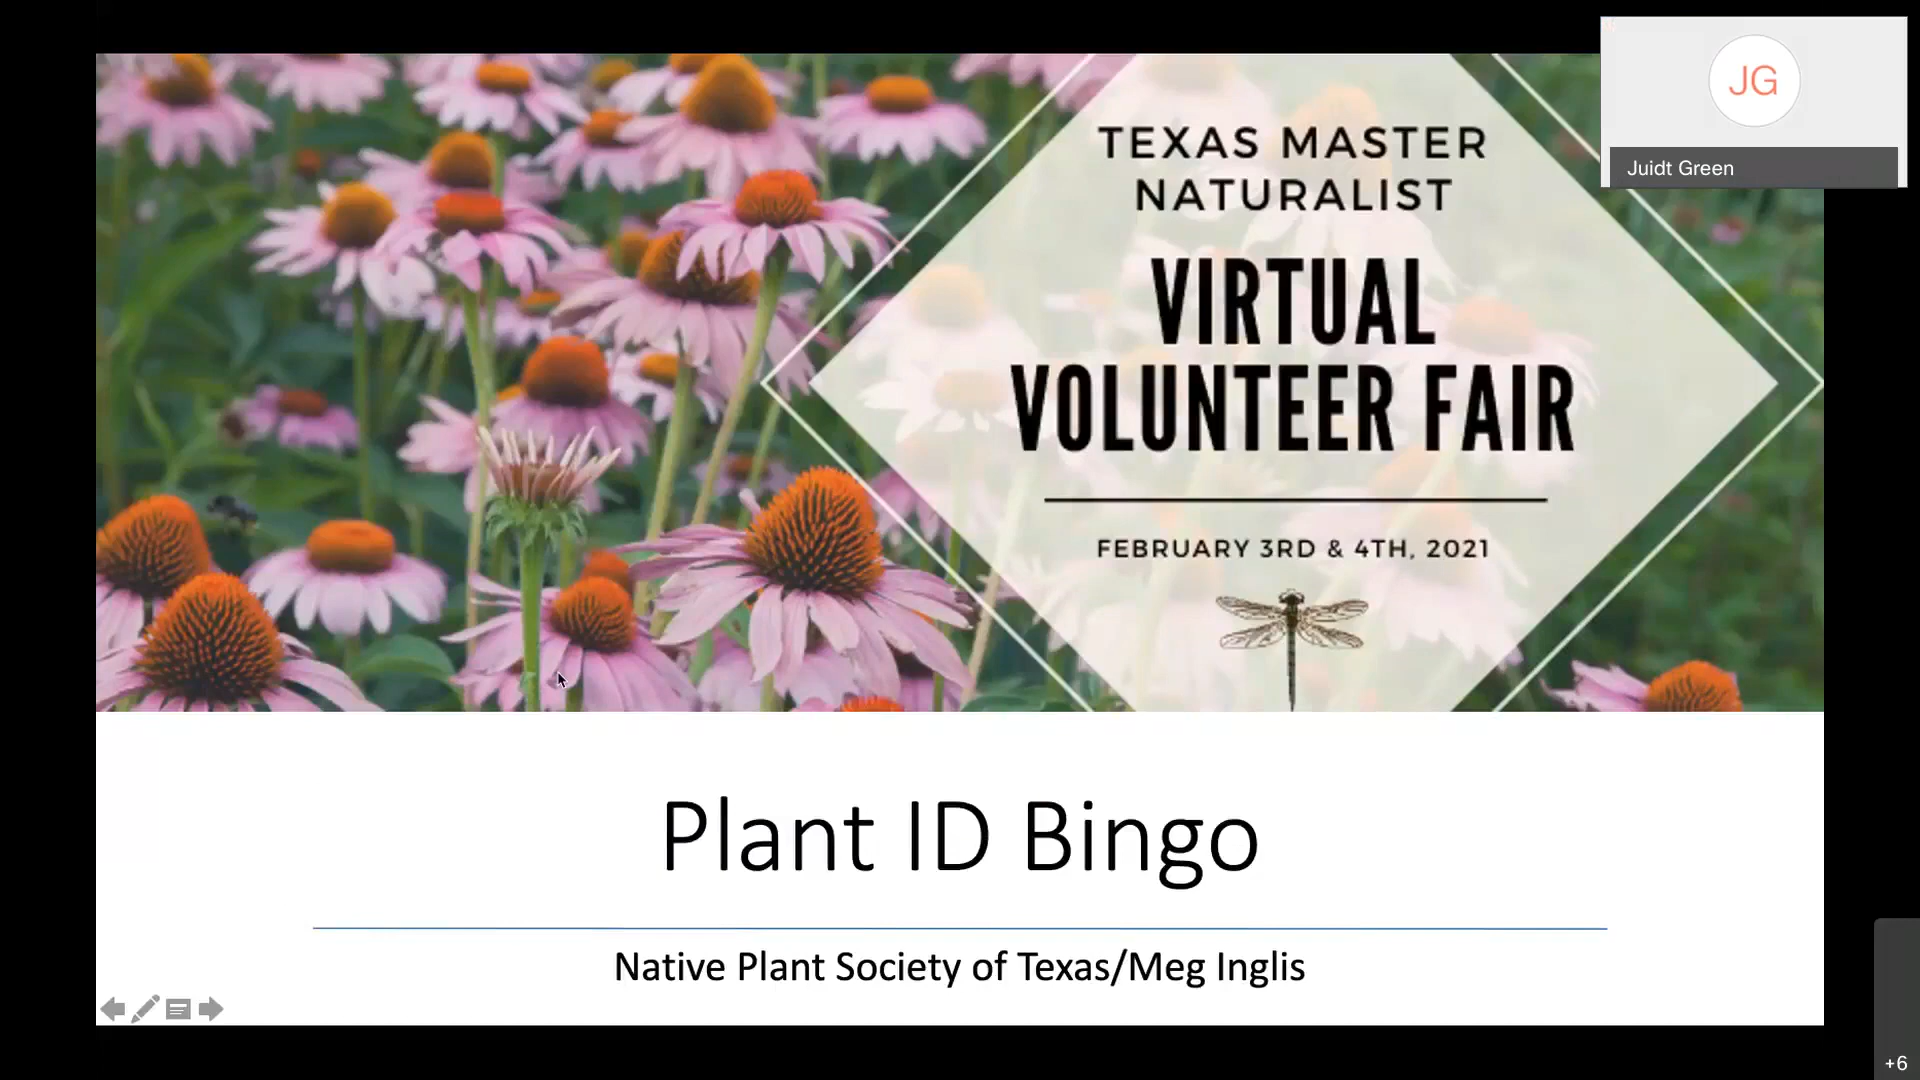 JG
Juidt Green
TEXAS MASTER
NATURALIST
VIRTUAL
VOLUNTEER FAIR
FEBRUARY 3RD & 4TH, 2021
Plant ID Bingo
Native Plant Society of Texas/Meg Inglis
+6